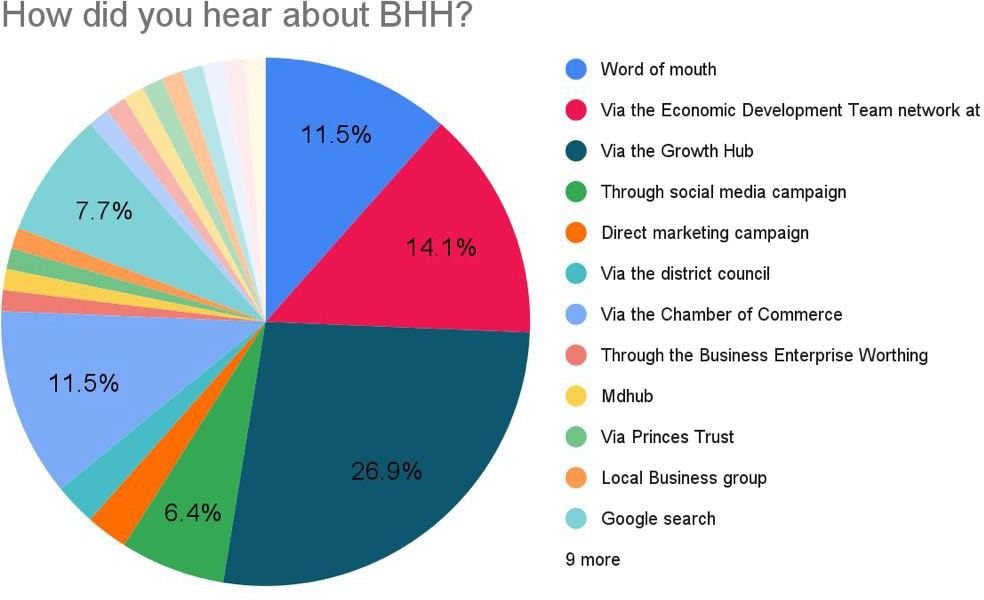 How did you hear about BHH?
11.5%
14.1%
26.9%
6.4%
11.5%
7.7%
Word of mouth
Via the Economic Development Team network at
Via the Growth Hub
Through social media campaign
Direct marketing campaign
Via the district council
Via the Chamber of Commerce
Through the Business Enterprise Worthing
Mdhub
Via Princes Trust
Local Business group
Google search
9 more